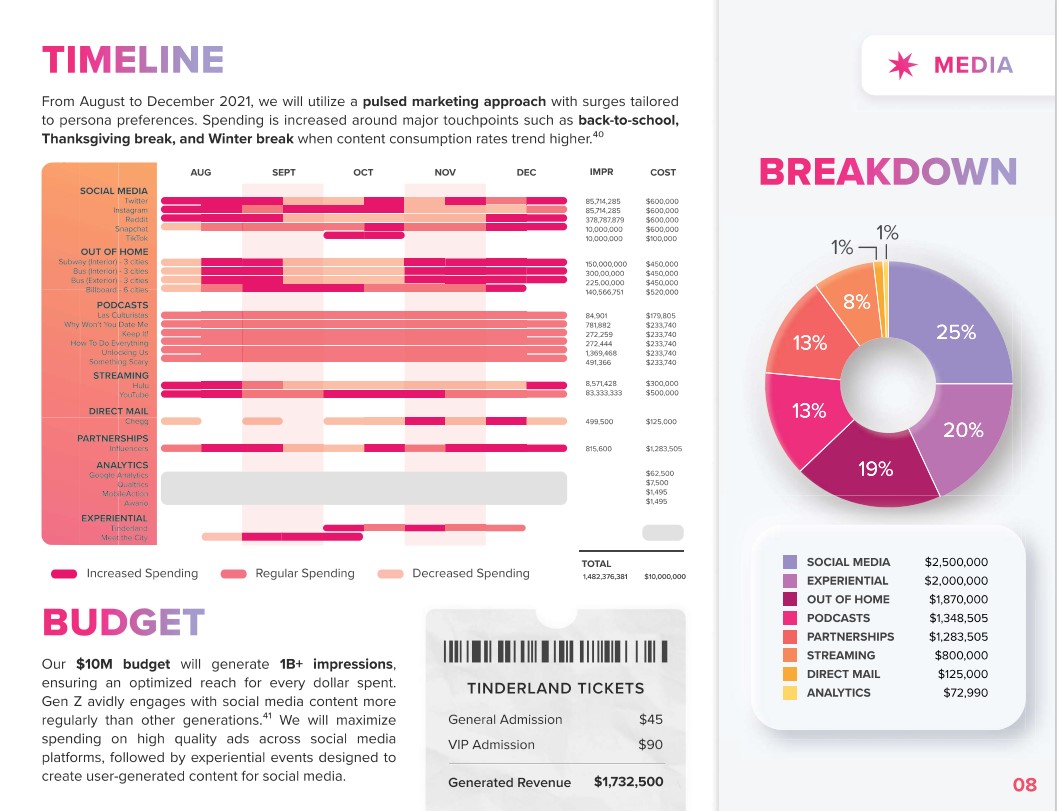 TIMELINE
From August to December 2021, we will utilize a pulsed marketing approach with surges tailored
to persona preferences. Spending is increased around major touchpoints such as back-to-school,
Thanksgiving break, and Winter break when content consumption rates trend higher.40
AUG SEPT OCT NOV DEC IMPR COST
SOCIAL MEDIA
Twitter 85,714,285 $600,000
Instagram 85,714,285 $600,000
Reddit 378,787,879 $600,000
Snapchat 10,000,000 $600,000
TikTok 10,000,000 $100,000
OUT OF HOME
Subway (Interior) - 3 cities 150,000,000 $450,000
Bus (Interior) - 3 cities 300,00,000 $450,000
Bus (Exterior) - 3 cities 225,00,000 $450,000
Billboard - 6 cities 140,566,751 $520,000
PODCASTS
Las Culturistas 84,901 $179,805
Why Won't You Date Me 781,882 $233,740
Keep It! 272,259 $233,740
How To Do Everything 272,444 $233,740
Unlocking Us 1,369,468 $233,740
Something Scary 491,366 $233,740
STREAMING
Hulu 8,571,428 $300,000
YouTube 83,333,333 $500,000
DIRECT MAIL
Chegg 499,500 $125,000
PARTNERSHIPS
Influencers 815,600 $1,283,505
ANALYTICS
Google Analytics $62,500
Qualtrics $7,500
MobileAction $1,495
Awario $1,495
EXPERIENTIAL
Tinderland
Meet the City
Increased Spending Regular Spending Decreased Spending
TOTAL
1,482,376,381 $10,000,000
BUDGET
Our $10M budget will generate 1B+ impressions,
ensuring an optimized reach for every dollar spent.
Gen Z avidly engages with social media content more
regularly than other generations.41 We will maximize
spending on high quality ads across social media
platforms, followed by experiential events designed to
create user-generated content for social media.
TINDERLAND TICKETS
General Admission $45
VIP Admission $90
Generated Revenue $1,732,500
MEDIA
BREAKDOWN
1%
1%
8%
25%
13%
13%
20%
19%
SOCIAL MEDIA $2,500,000
EXPERIENTIAL $2,000,000
OUT OF HOME $1,870,000
PODCASTS $1,348,505
PARTNERSHIPS $1,283,505
STREAMING $800,000
DIRECT MAIL $125,000
ANALYTICS $72,990
08